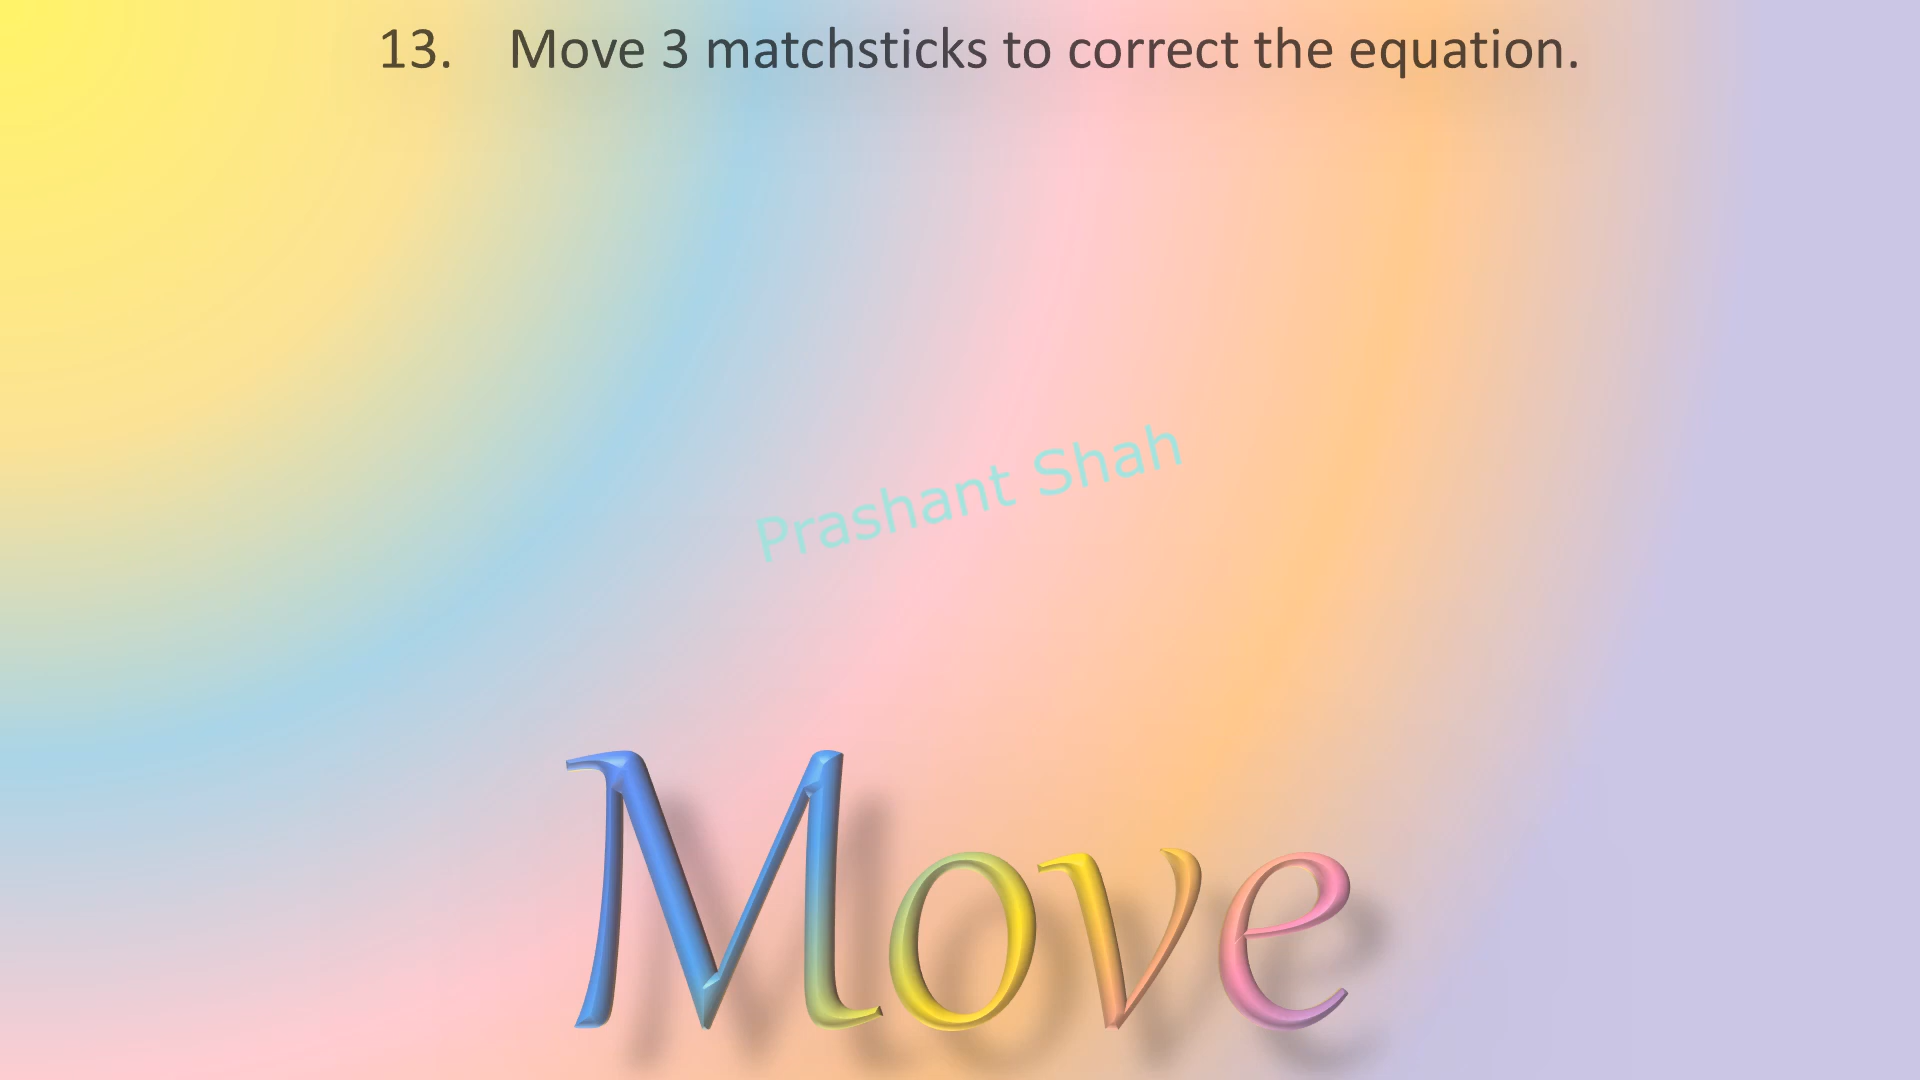 13. Move 3 matchsticks to correct the equation.
Prashant Shah
Move